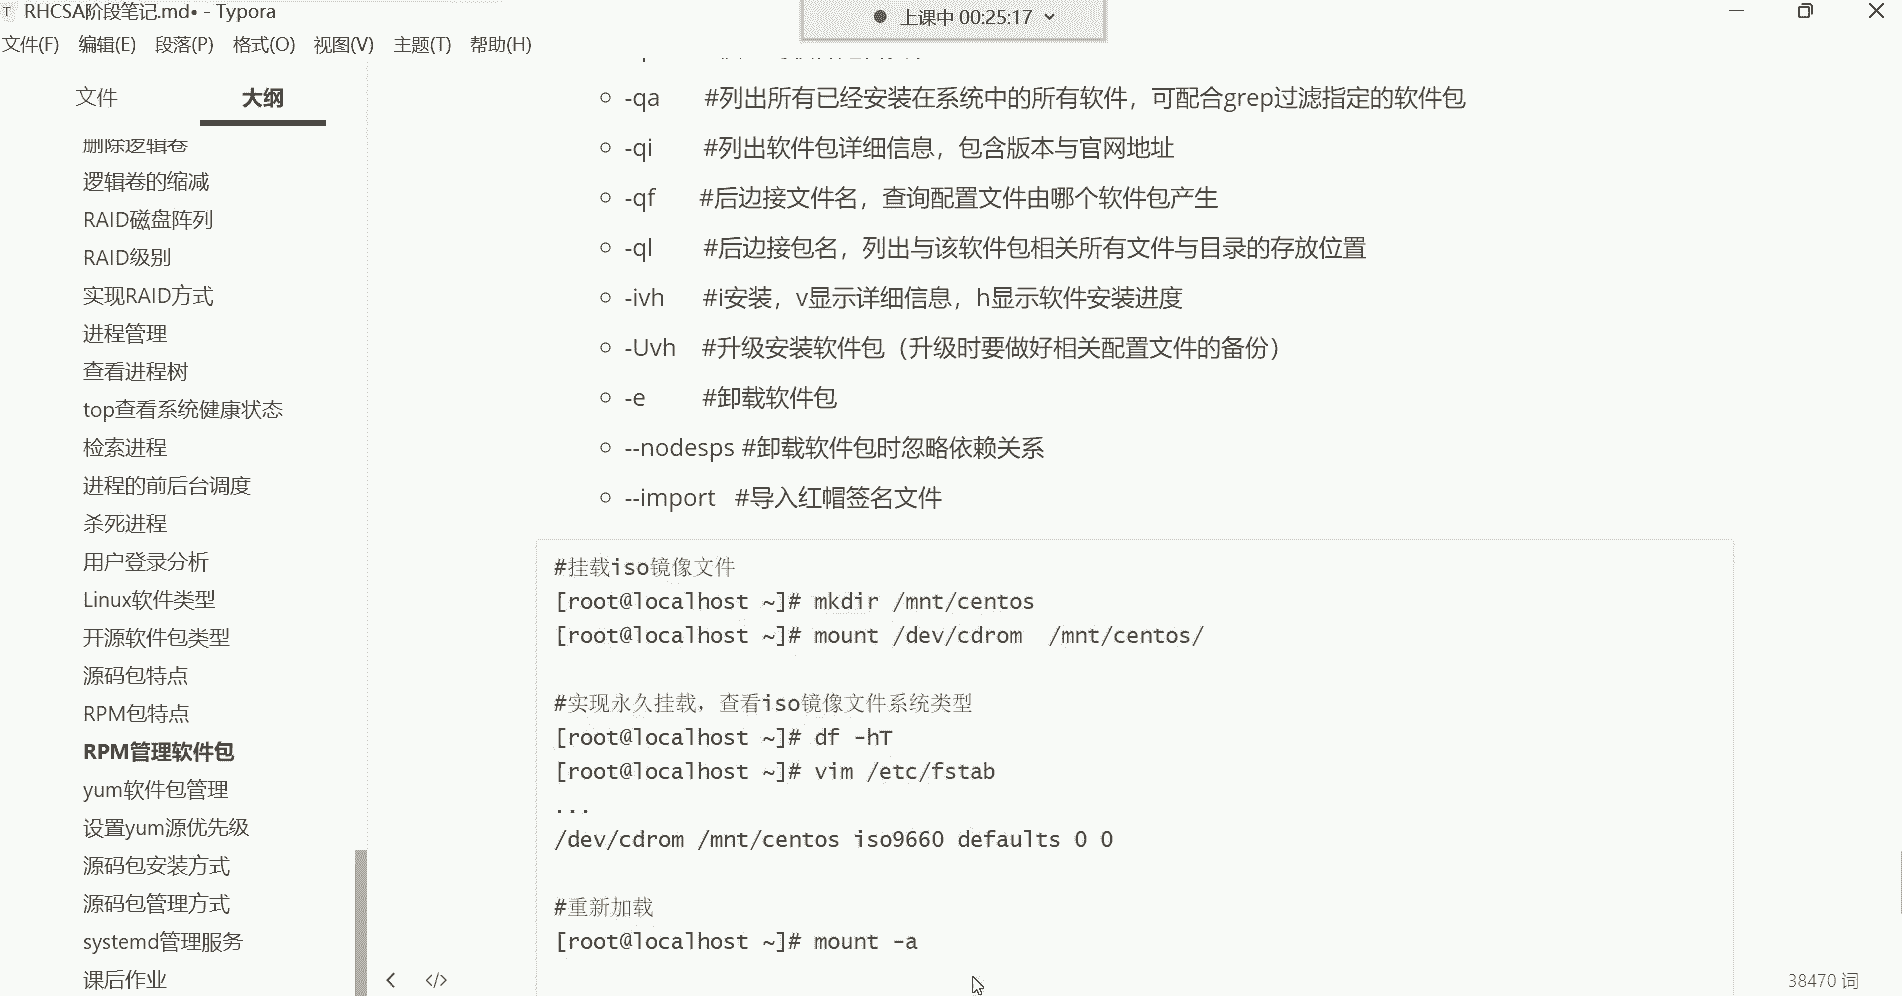 RHCSA阶段笔记.md• - Typora
上课中 00:25:17
文件(F) 编辑(E) 段落(P) 格式(O) 视图(V) 主题(T) 帮助(H)
文件 大纲
删除逻辑卷
逻辑卷的缩减
RAID磁盘阵列
RAID级别
实现RAID方式
进程管理
查看进程树
top查看系统健康状态
检索进程
进程的前后台调度
杀死进程
用户登录分析
Linux软件类型
开源软件包类型
源码包特点
RPM包特点
RPM管理软件包
yum软件包管理
设置yum源优先级
源码包安装方式
源码包管理方式
systemd管理服务
课后作业
-qa #列出所有已经安装在系统中的所有软件，可配合grep过滤指定的软件包
-qi #列出软件包详细信息，包含版本与官网地址
-qf #后边接文件名，查询配置文件由哪个软件包产生
-ql #后边接包名，列出与该软件包相关所有文件与目录的存放位置
-ivh #i安装，v显示详细信息，h显示软件安装进度
-Uvh #升级安装软件包（升级时要做好相关配置文件的备份）
-e #卸载软件包
--nodesps #卸载软件包时忽略依赖关系
--import #导入红帽签名文件
#挂载iso镜像文件
[root@localhost ~]# mkdir /mnt/centos
[root@localhost ~]# mount /dev/cdrom  /mnt/centos/
#实现永久挂载，查看iso镜像文件系统类型
[root@localhost ~]# df -hT
[root@localhost ~]# vim /etc/fstab
...
/dev/cdrom /mnt/centos iso9660 defaults 0 0
#重新加载
[root@localhost ~]# mount -a
38470 词